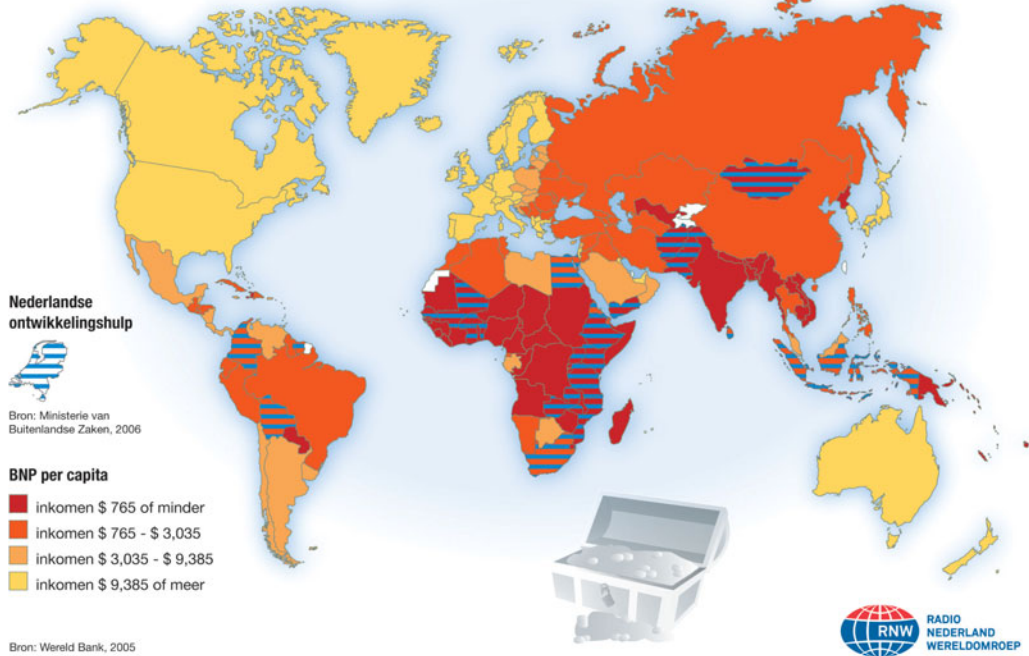 Nederlandse
ontwikkelingshulp
Bron: Ministerie van
Buitenlandse Zaken, 2006
BNP per capita
inkomen $ 765 of minder
inkomen $ 765 - $ 3,035
inkomen $ 3,035 - $ 9,385
inkomen $ 9,385 of meer
Bron: Wereld Bank, 2005
RNW
RADIO
NEDERLAND
WERELDOMROEP